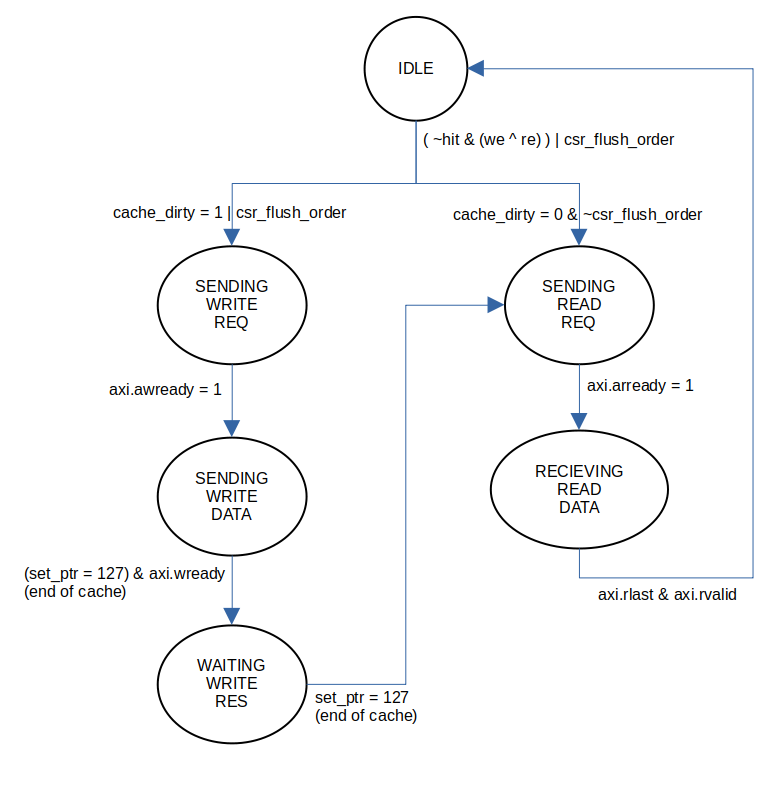 IDLE
( ~hit & (we ^ re) ) | csr_flush_order
cache_dirty = 1 | csr_flush_order
cache_dirty = 0 & ~csr_flush_order
SENDING
WRITE
REQ
SENDING
READ
REQ
axi.awready = 1
axi.arready = 1
SENDING
WRITE
DATA
RECIEVING
READ
DATA
(set_ptr = 127) & axi.wready
(end of cache)
axi.rlast & axi.rvalid
WAITING
WRITE
RES
set_ptr = 127
(end of cache)